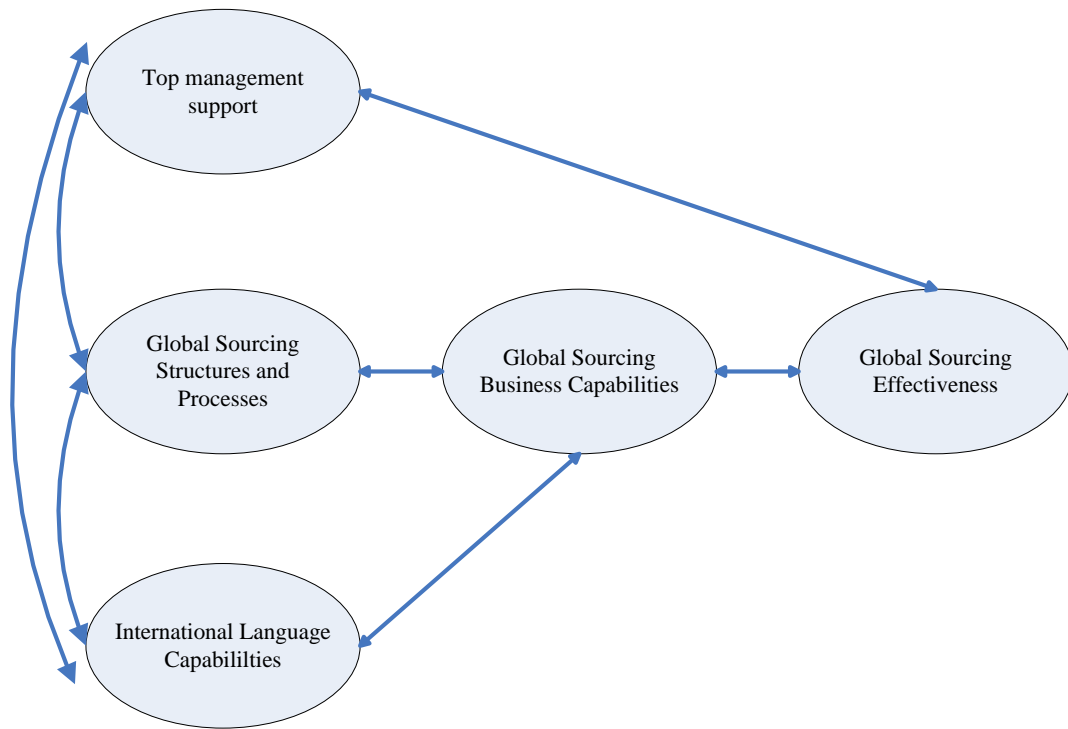 Top management
support
Global Sourcing
Structures and
Processes
Global Sourcing
Business Capabilities
Global Sourcing
Effectiveness
International Language
Capabililties